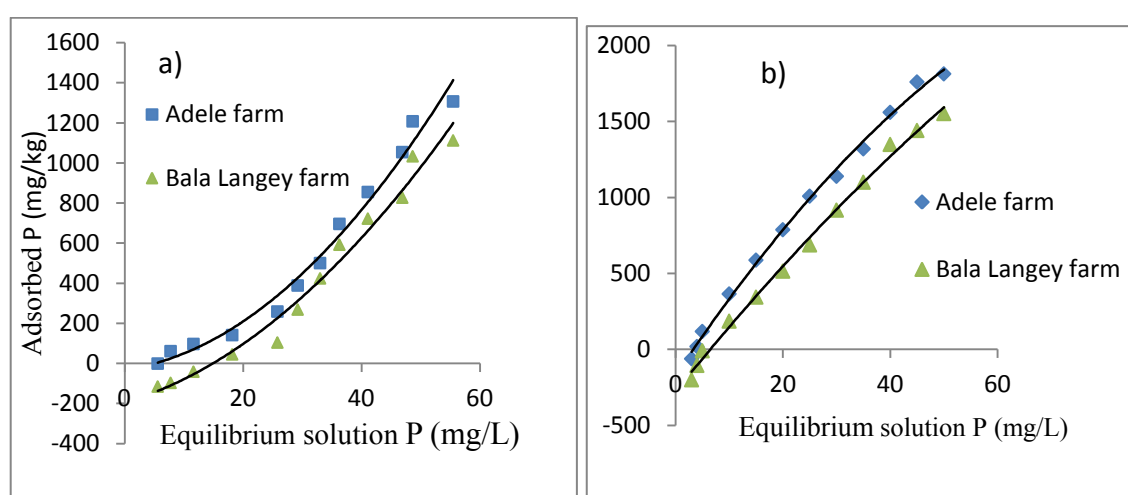 a)
1600
1400
1200
1000
800
600
400
200
0
-200
-400
0 20 40 60
Adsorbed P (mg/kg)
Adele farm
Bala Langey farm
Equilibrium solution P (mg/L)
b)
2000
1500
1000
500
0
-500
0 20 40 60
Adele farm
Bala Langey farm
Equilibrium solution P (mg/L)